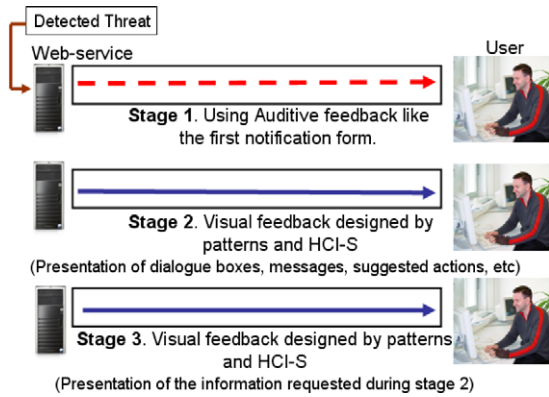 Detected Threat
Web-service
User
Stage 1. Using Auditive feedback like
the first notification form.
Stage 2. Visual feedback designed by
patterns and HCI-S
(Presentation of dialogue boxes, messages, suggested actions, etc)
Stage 3. Visual feedback designed by patterns
and HCI-S
(Presentation of the information requested during stage 2)